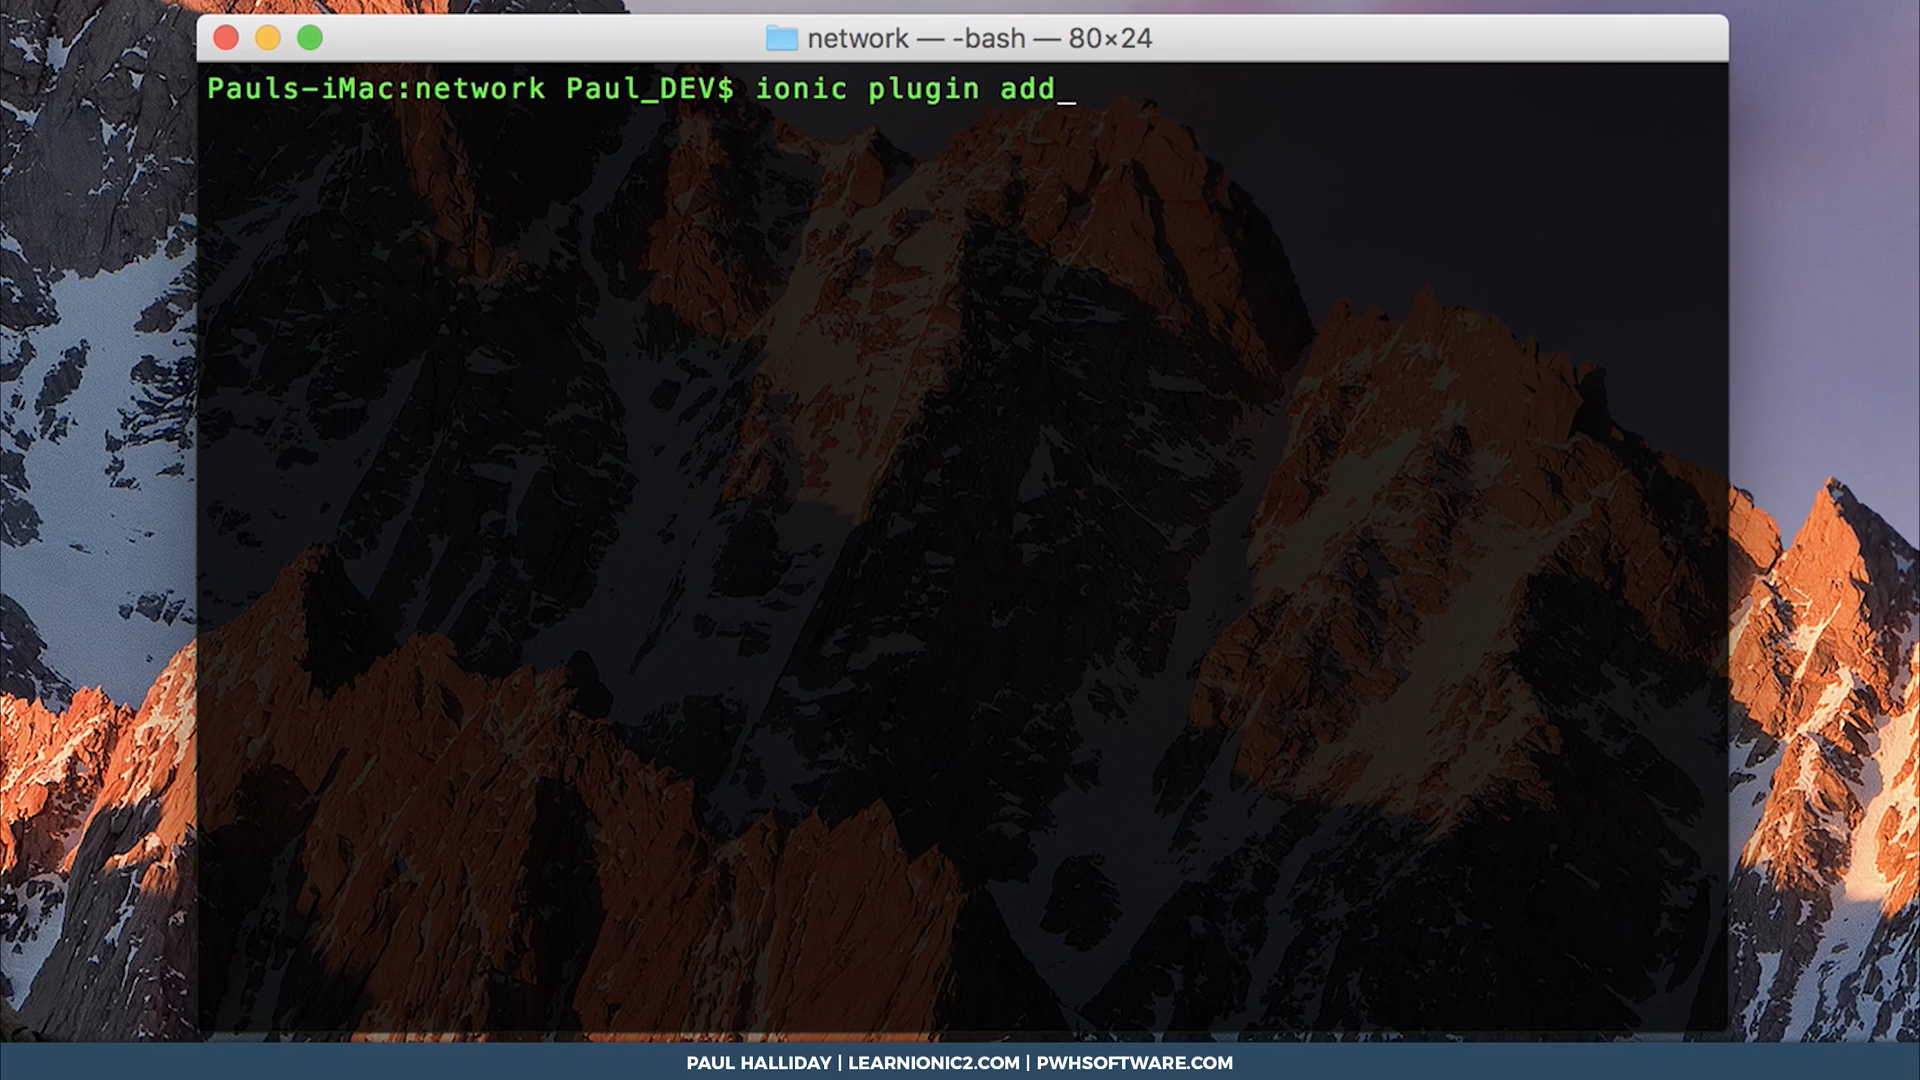 network — -bash — 80×24
Pauls-iMac:network Paul_DEV$ ionic plugin add_
PAUL HALLIDAY | LEARNIONIC2.COM | PWHSOFTWARE.COM